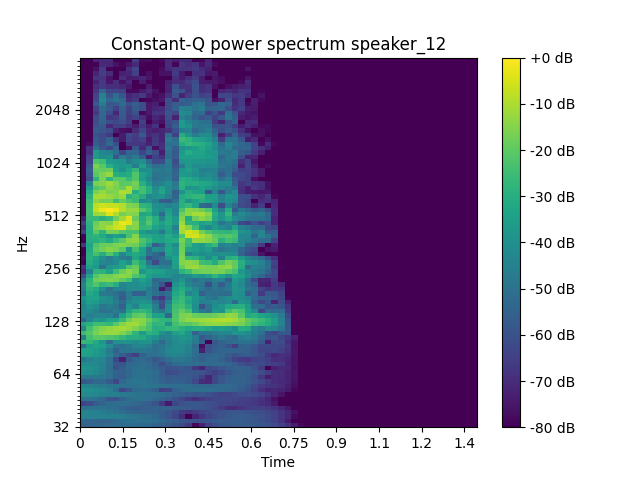 Constant-Q power spectrum speaker_12
Hz
2048
1024
512
256
128
64
32
0 0.15 0.3 0.45 0.6 0.75 0.9 1.1 1.2 1.4
Time
+0 dB
-10 dB
-20 dB
-30 dB
-40 dB
-50 dB
-60 dB
-70 dB
-80 dB